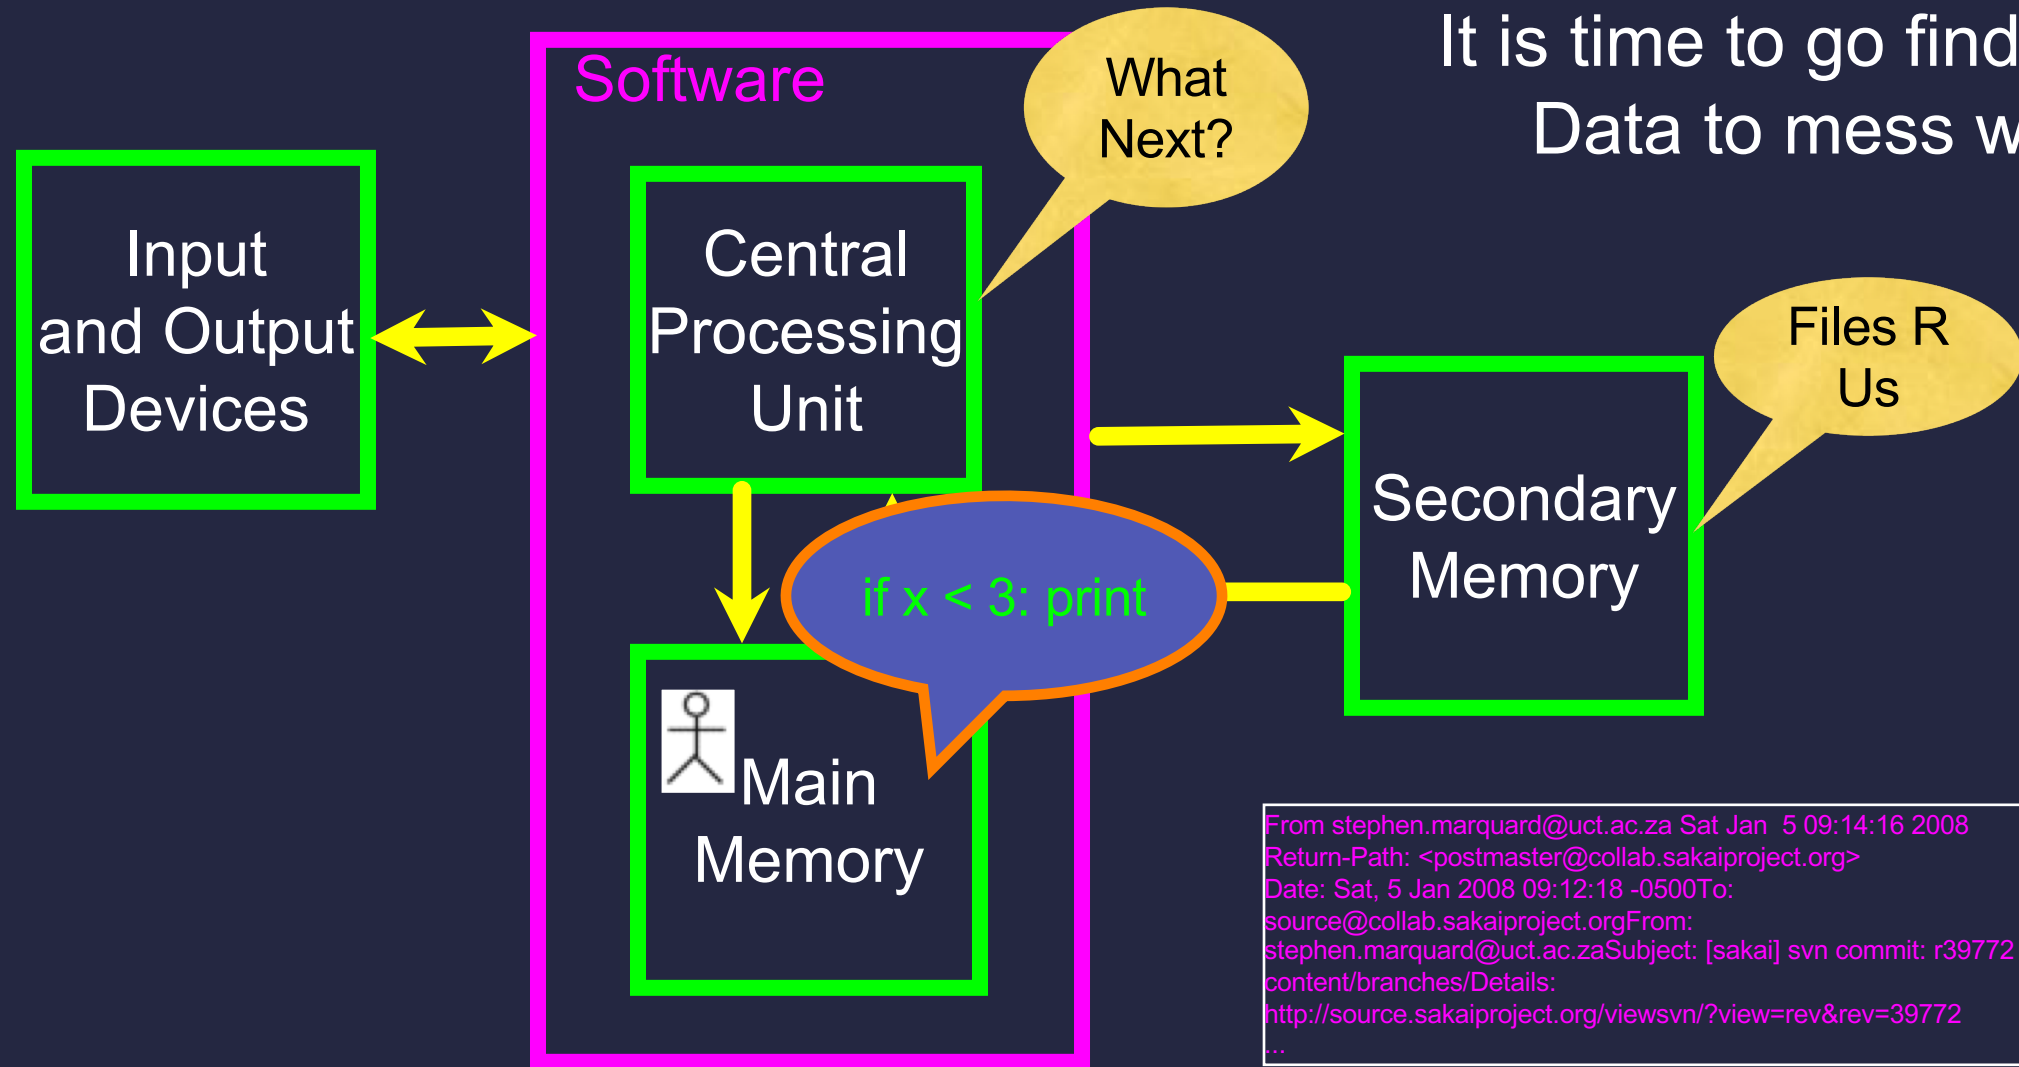 It is time to go find
Data to mess w
Software
What
Next?
Input
and Output
Devices
Central
Processing
Unit
Files R
Us
if x < 3: print
Secondary
Memory
Main
Memory
From stephen.marquard@uct.ac.za Sat Jan  5 09:14:16 2008
Return-Path: <postmaster@collab.sakaiproject.org>
Date: Sat, 5 Jan 2008 09:12:18 -0500To:
source@collab.sakaiproject.orgFrom:
stephen.marquard@uct.ac.zaSubject: [sakai] svn commit: r39772
content/branches/Details:
http://source.sakaiproject.org/viewsvn/?view=rev&rev=39772
...